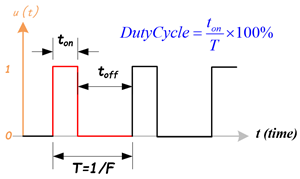 u (t)
t_on
DutyCycle = t_on / T × 100%
1
t_off
0
t (time)
T=1/F